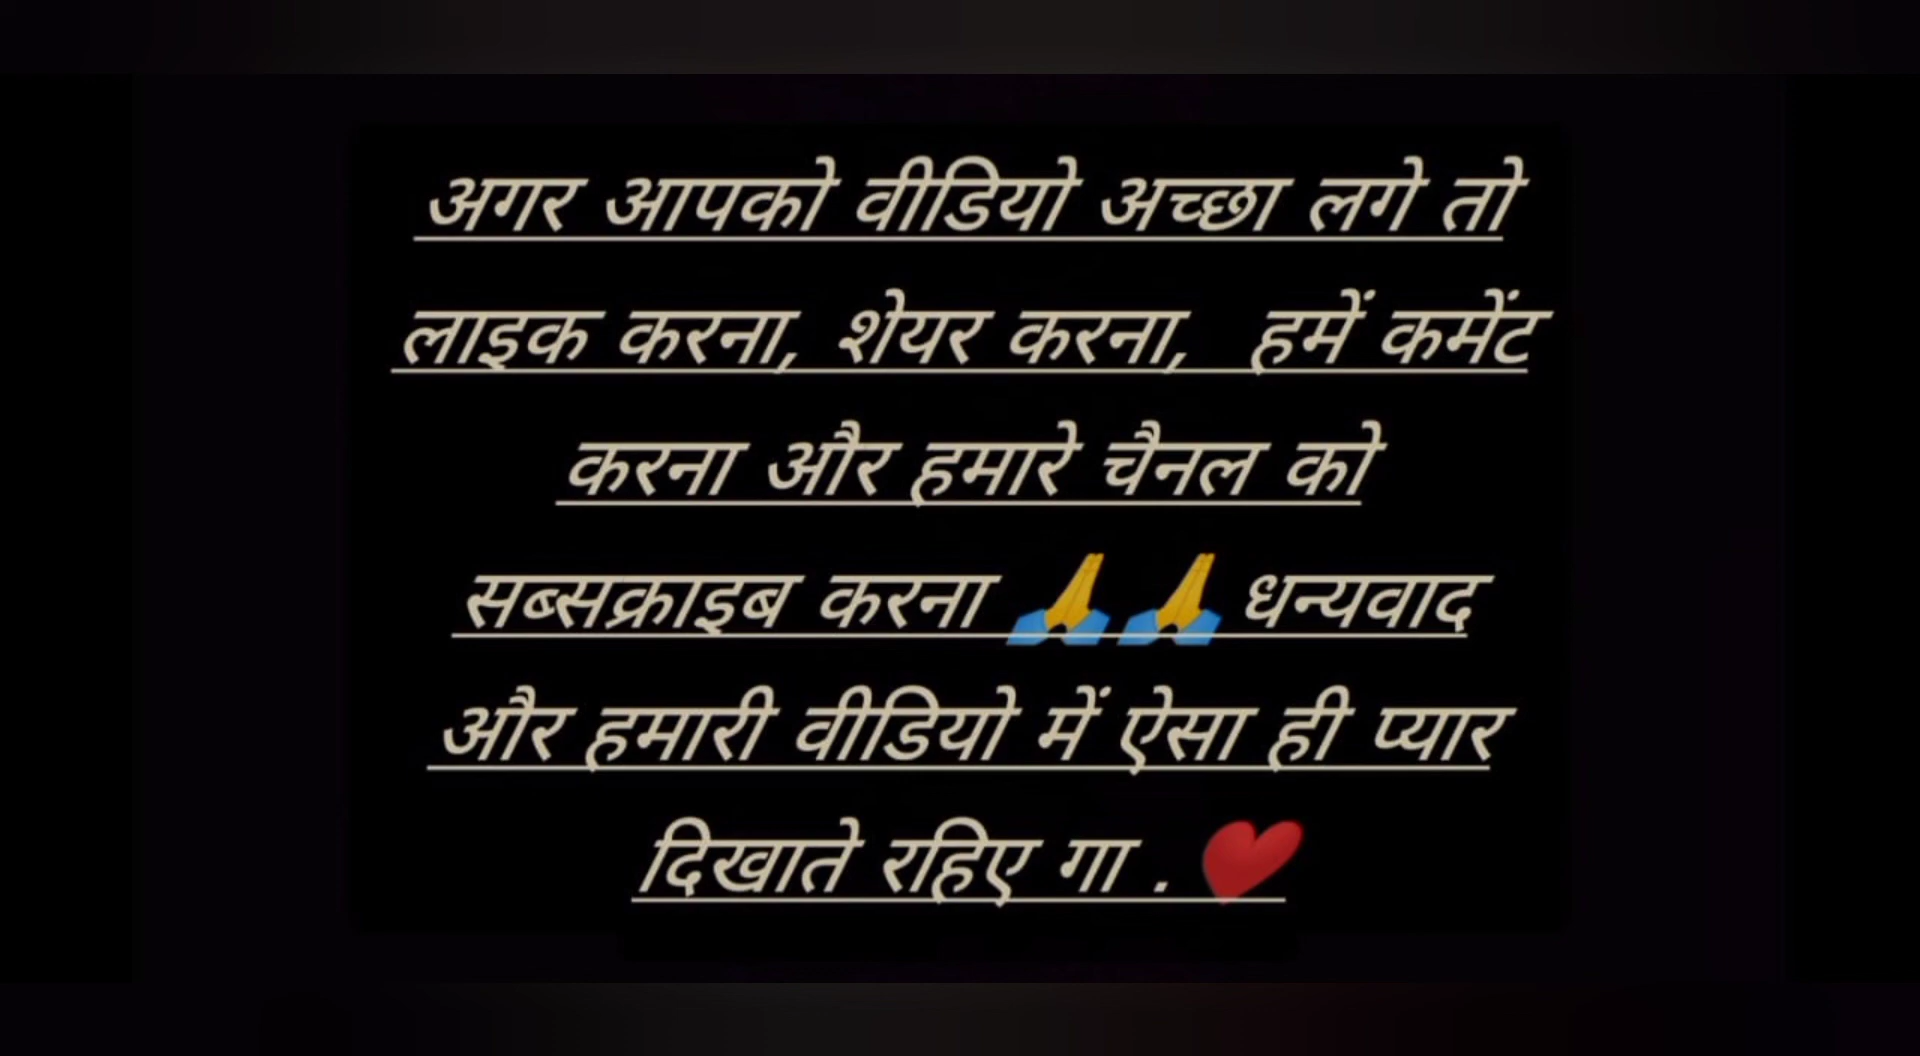 अगर आपको वीडियो अच्छा लगे तो
लाइक करना, शेयर करना,  हमें कमेंट
करना और हमारे चैनल को
सब्सक्राइब करना 🙏🙏 धन्यवाद
और हमारी वीडियो में ऐसा ही प्यार
दिखाते रहिए गा . ❤️